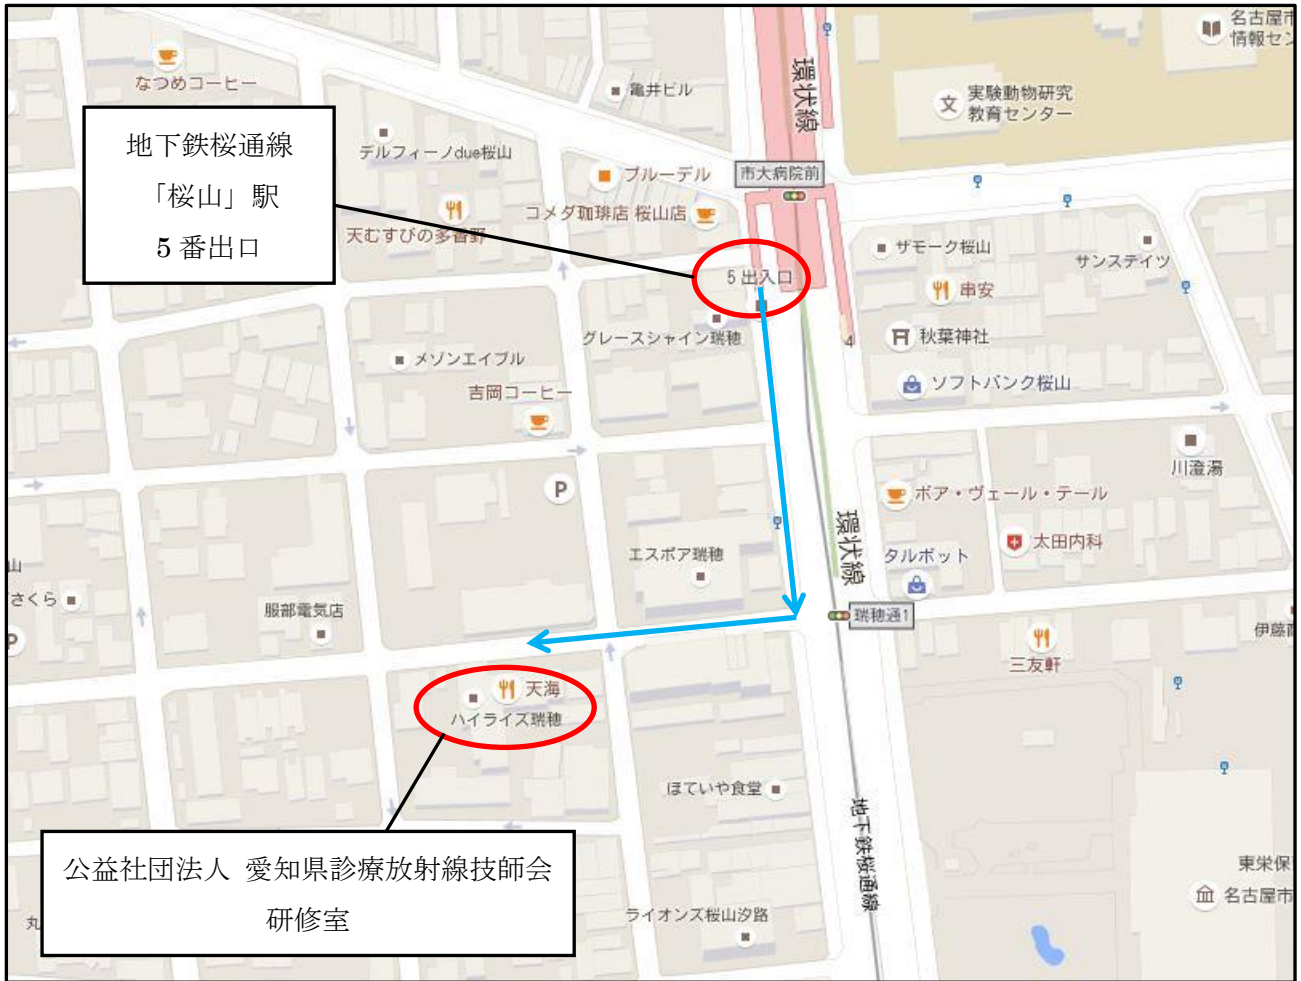 名古屋市
情報セン
なつめコーヒー
亀井ビル
環状線
実験動物研究
教育センター
文
地下鉄桜通線
「桜山」駅
5 番出口
デルフィーノdue桜山
ブルーデル
市大病院前
コメダ珈琲店 桜山店
天むすびの多香野
ザモーク桜山
サンステイツ
5 出入口
串安
グレースシャイン瑞穂
4
秋葉神社
メゾンエイブル
ソフトバンク桜山
吉岡コーヒー
川澄湯
P
ボア・ヴェール・テール
環状線
太田内科
エスポア瑞穂
タルボット
山
さくら
服部電気店
瑞穂通1
P
三友軒
伊藤
天海
ハイライズ瑞穂
ほていや食堂
地下鉄桜通線
公益社団法人 愛知県診療放射線技師会
研修室
東栄保
名古屋市
丸
ライオンズ桜山汐路